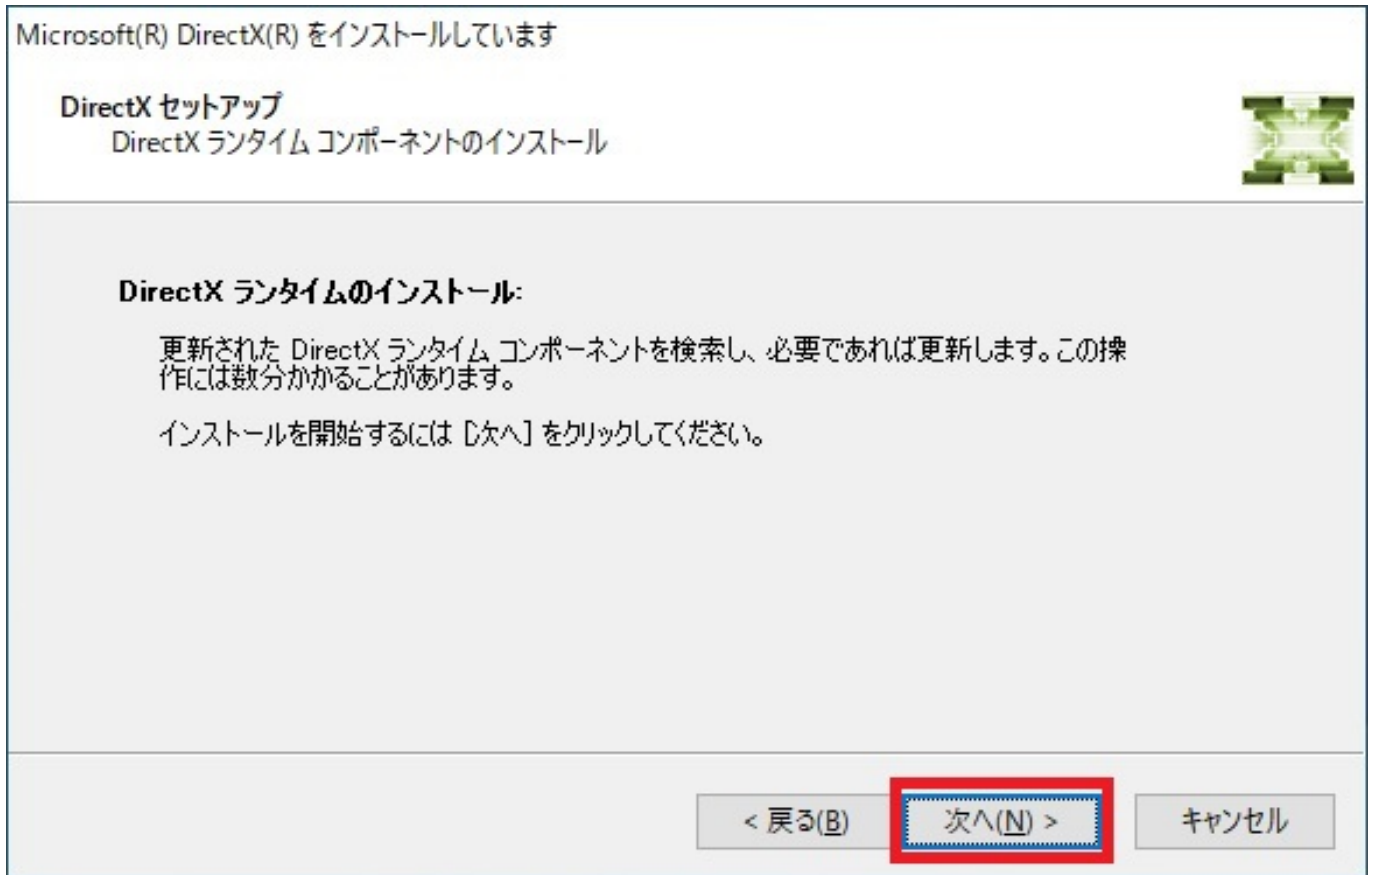 Microsoft(R) DirectX(R) をインストールしています
DirectX セットアップ
DirectX ランタイム コンポーネントのインストール
DirectX ランタイムのインストール:
更新された DirectX ランタイム コンポーネントを検索し、必要であれば更新します。この操
作には数分かかることがあります。
インストールを開始するには [次へ] をクリックしてください。
< 戻る(B)
次へ(N) >
キャンセル